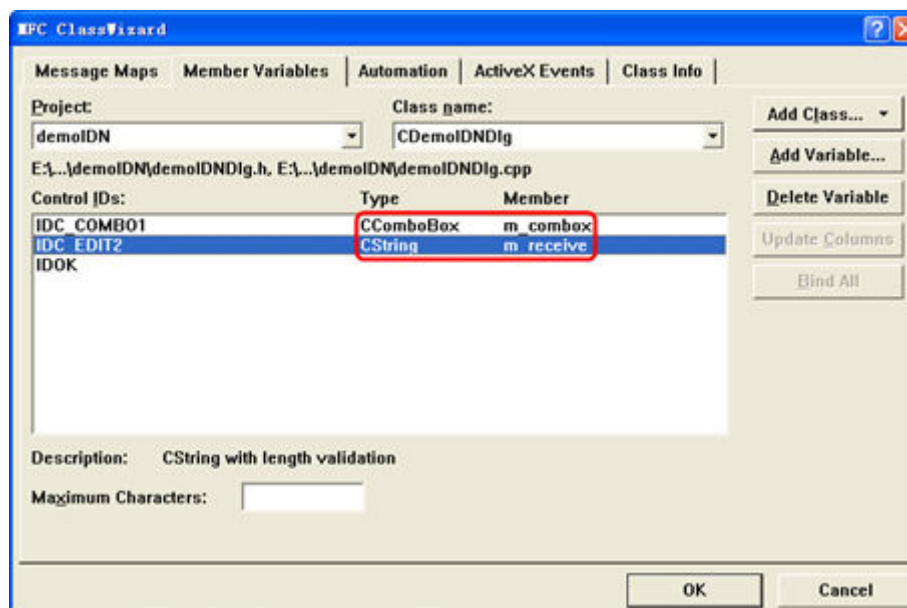 MFC ClassWizard
Message Maps Member Variables Automation ActiveX Events Class Info
Project: Class name:
Add Class...
demoIDN CDemoIDNDlg
Add Variable...
E:\...\demoIDN\demoIDNDlg.h, E:\...\demoIDN\demoIDNDlg.cpp
Control IDs: Type Member
Delete Variable
IDC_COMBO1 CComboBox m_combox
IDC_EDIT2 CString m_receive
Update Columns
IDOK
Bind All
Description: CString with length validation
Maximum Characters:
OK Cancel